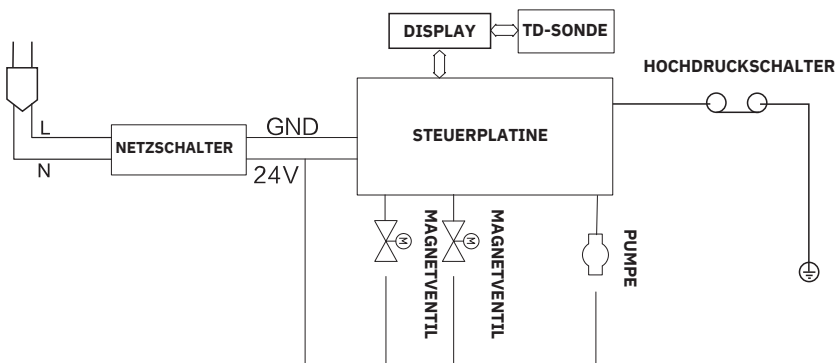 DISPLAY
TD-SONDE
HOCHDRUCKSCHALTER
L
N
NETZSCHALTER
GND
24V
STEUERPLATINE
M
MAGNETVENTIL
M
MAGNETVENTIL
PUMPE